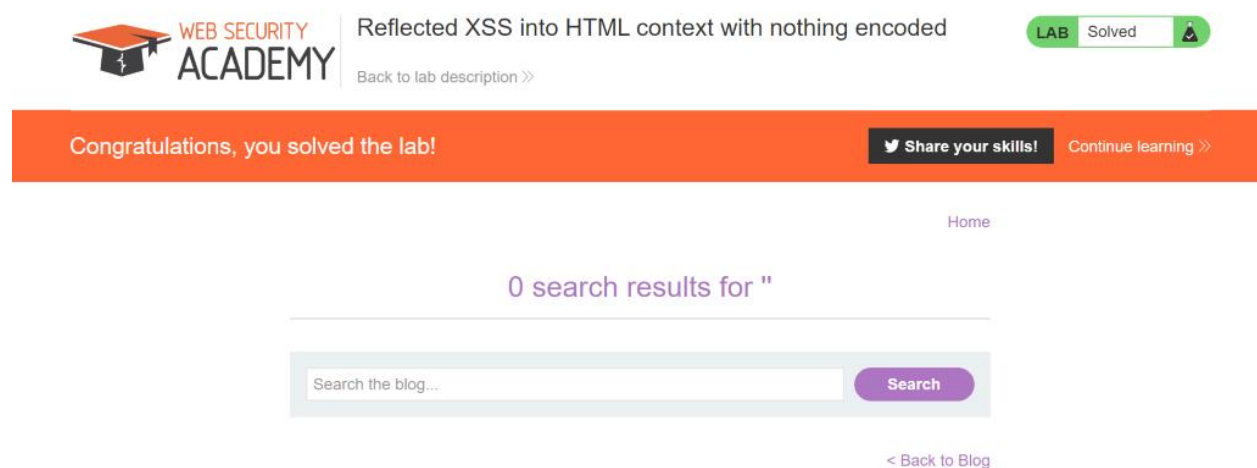 WEB SECURITY
ACADEMY
Reflected XSS into HTML context with nothing encoded
Back to lab description >>
LAB Solved
Congratulations, you solved the lab!
Share your skills!
Continue learning >>
Home
0 search results for ''
Search the blog...
Search
< Back to Blog